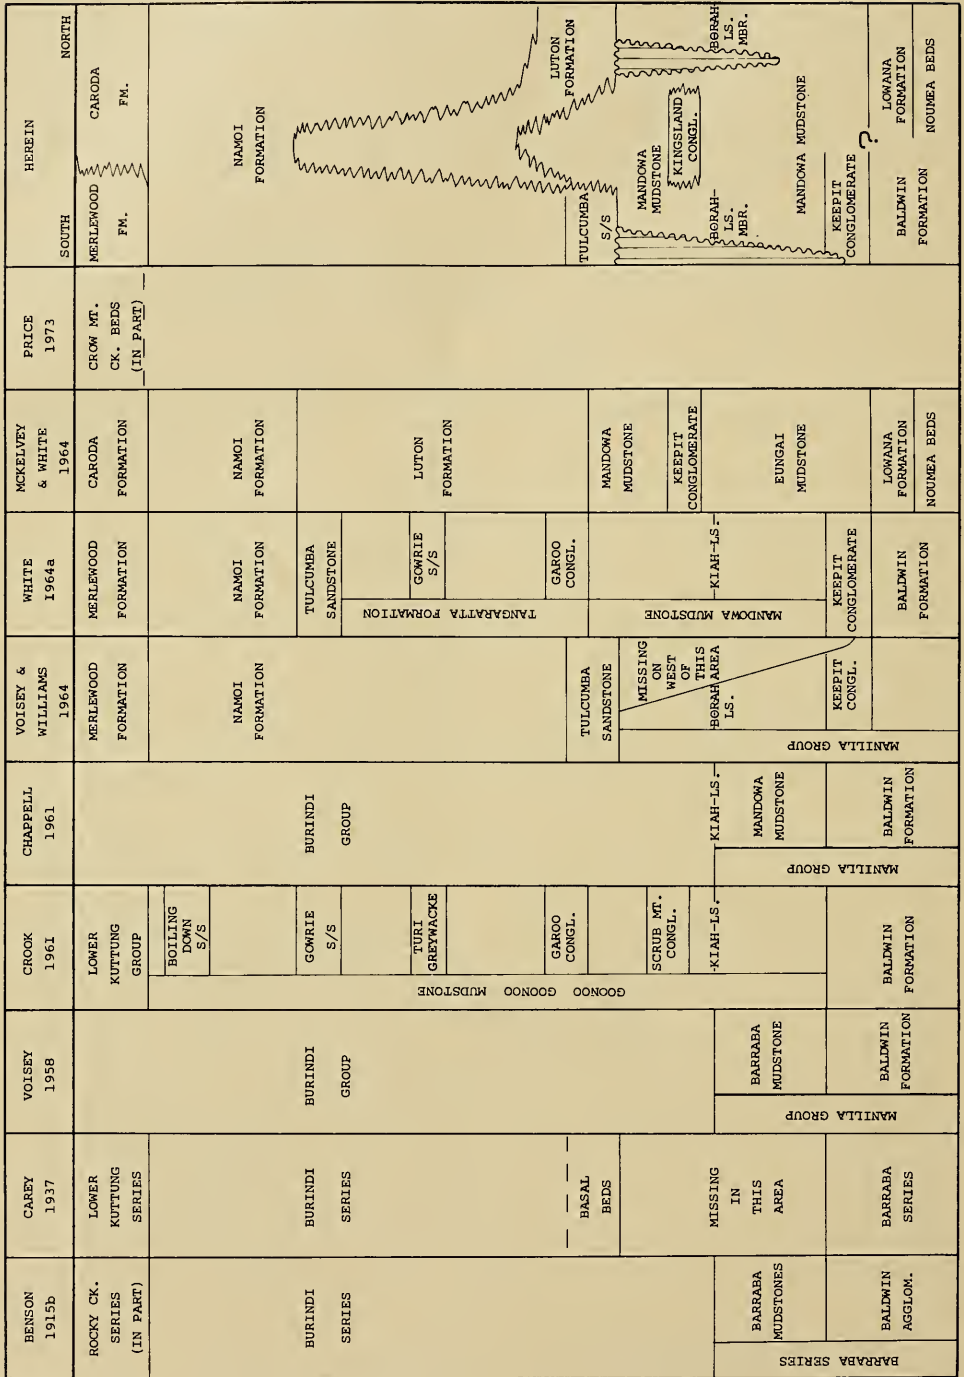 BENSON
1915b
ROCKY CK.
SERIES
(IN PART)
BURINDI
SERIES
BARRABA
MUDSTONES
BALDWIN
AGGLOM.
BARRABA SERIES
CAREY
1937
LOWER
KUTTUNG
SERIES
BURINDI
SERIES
BASAL
BEDS
MISSING
IN
THIS
AREA
BARRABA
SERIES
VOISEY
1958
BURINDI
GROUP
BARRABA
MUDSTONE
BALDWIN
FORMATION
MANILLA GROUP
CROOK
1961
LOWER
KUTTUNG
GROUP
BOILING
DOWN
S/S
GOWRIE
S/S
TURI
GREYWACKE
GAROO
CONGL.
SCRUB MT.
CONGL.
KIAH-LS.
GOONOO GOONOO MUDSTONE
BALDWIN
FORMATION
CHAPPELL
1961
BURINDI
GROUP
KIAH-LS.
MANDOWA
MUDSTONE
BALDWIN
FORMATION
MANILLA GROUP
VOISEY &
WILLIAMS
1964
MERLEWOOD
FORMATION
NAMOI
FORMATION
TULCUMBA
SANDSTONE
MISSING
ON
WEST
OF
THIS
AREA
BORAH
LS.
KEEPIT
CONGL.
MANILLA GROUP
WHITE
1964a
MERLEWOOD
FORMATION
NAMOI
FORMATION
TULCUMBA
SANDSTONE
GOWRIE
S/S
GAROO
CONGL.
TANGARATTA FORMATION
KIAH-LS.
MANDOWA MUDSTONE
KEEPIT
CONGLOMERATE
BALDWIN
FORMATION
MCKELVEY
& WHITE
1964
CARODA
FORMATION
NAMOI
FORMATION
LUTON
FORMATION
MANDOWA
MUDSTONE
KEEPIT
CONGLOMERATE
EUNGAI
MUDSTONE
LOWANA
FORMATION
NOUMEA BEDS
PRICE
1973
CROW MT.
CK. BEDS
(IN PART)
HEREIN
SOUTH NORTH
MERLEWOOD
FM.
CARODA
FM.
NAMOI
FORMATION
LUTON
FORMATION
TULCUMBA
S/S
MANDOWA
MUDSTONE
KINGSLAND
CONGL.
BORAH-
LS.
MBR.
BORAH-
LS.
MBR.
MANDOWA MUDSTONE
KEEPIT
CONGLOMERATE
?
BALDWIN
FORMATION
LOWANA
FORMATION
NOUMEA BEDS